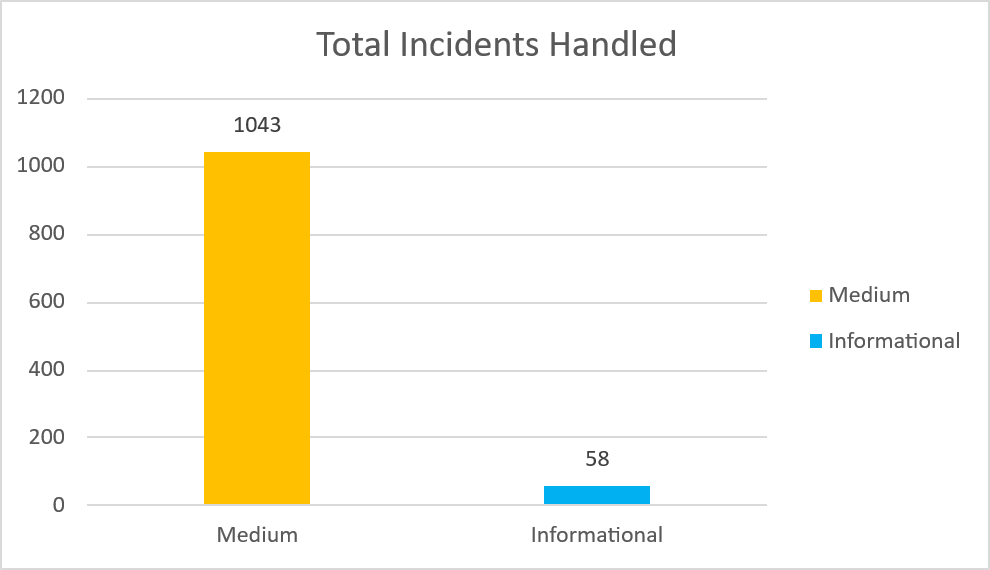 Total Incidents Handled
1200
1000
800
600
400
200
0
1043
58
Medium
Informational
Medium
Informational